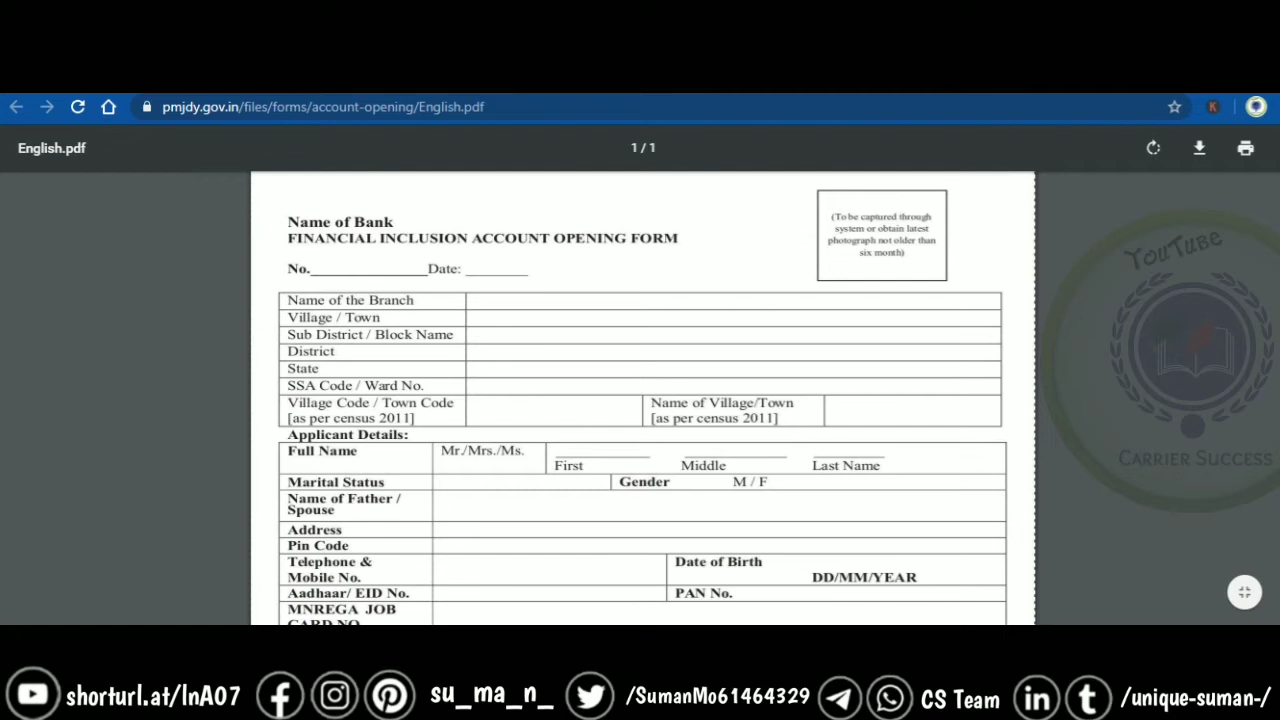 pmjdy.gov.in/files/forms/account-opening/English.pdf
K
English.pdf
1 / 1
(To be captured through
system or obtain latest
photograph not older than
six month)
Name of Bank
FINANCIAL INCLUSION ACCOUNT OPENING FORM
No.________________Date: _________
Name of the Branch
Village / Town
Sub District / Block Name
District
State
SSA Code / Ward No.
Village Code / Town Code
[as per census 2011]
Name of Village/Town
[as per census 2011]
Applicant Details:
Full Name
Mr./Mrs./Ms.
First Middle Last Name
Marital Status
Gender M / F
Name of Father /
Spouse
Address
Pin Code
Telephone &
Mobile No.
Date of Birth
DD/MM/YEAR
Aadhaar/ EID No.
PAN No.
MNREGA JOB
CARD NO
YouTube
CARRIER SUCCESS
shorturl.at/lnA07 su_ma_n_ /SumanMo61464329 CS Team /unique-suman-/